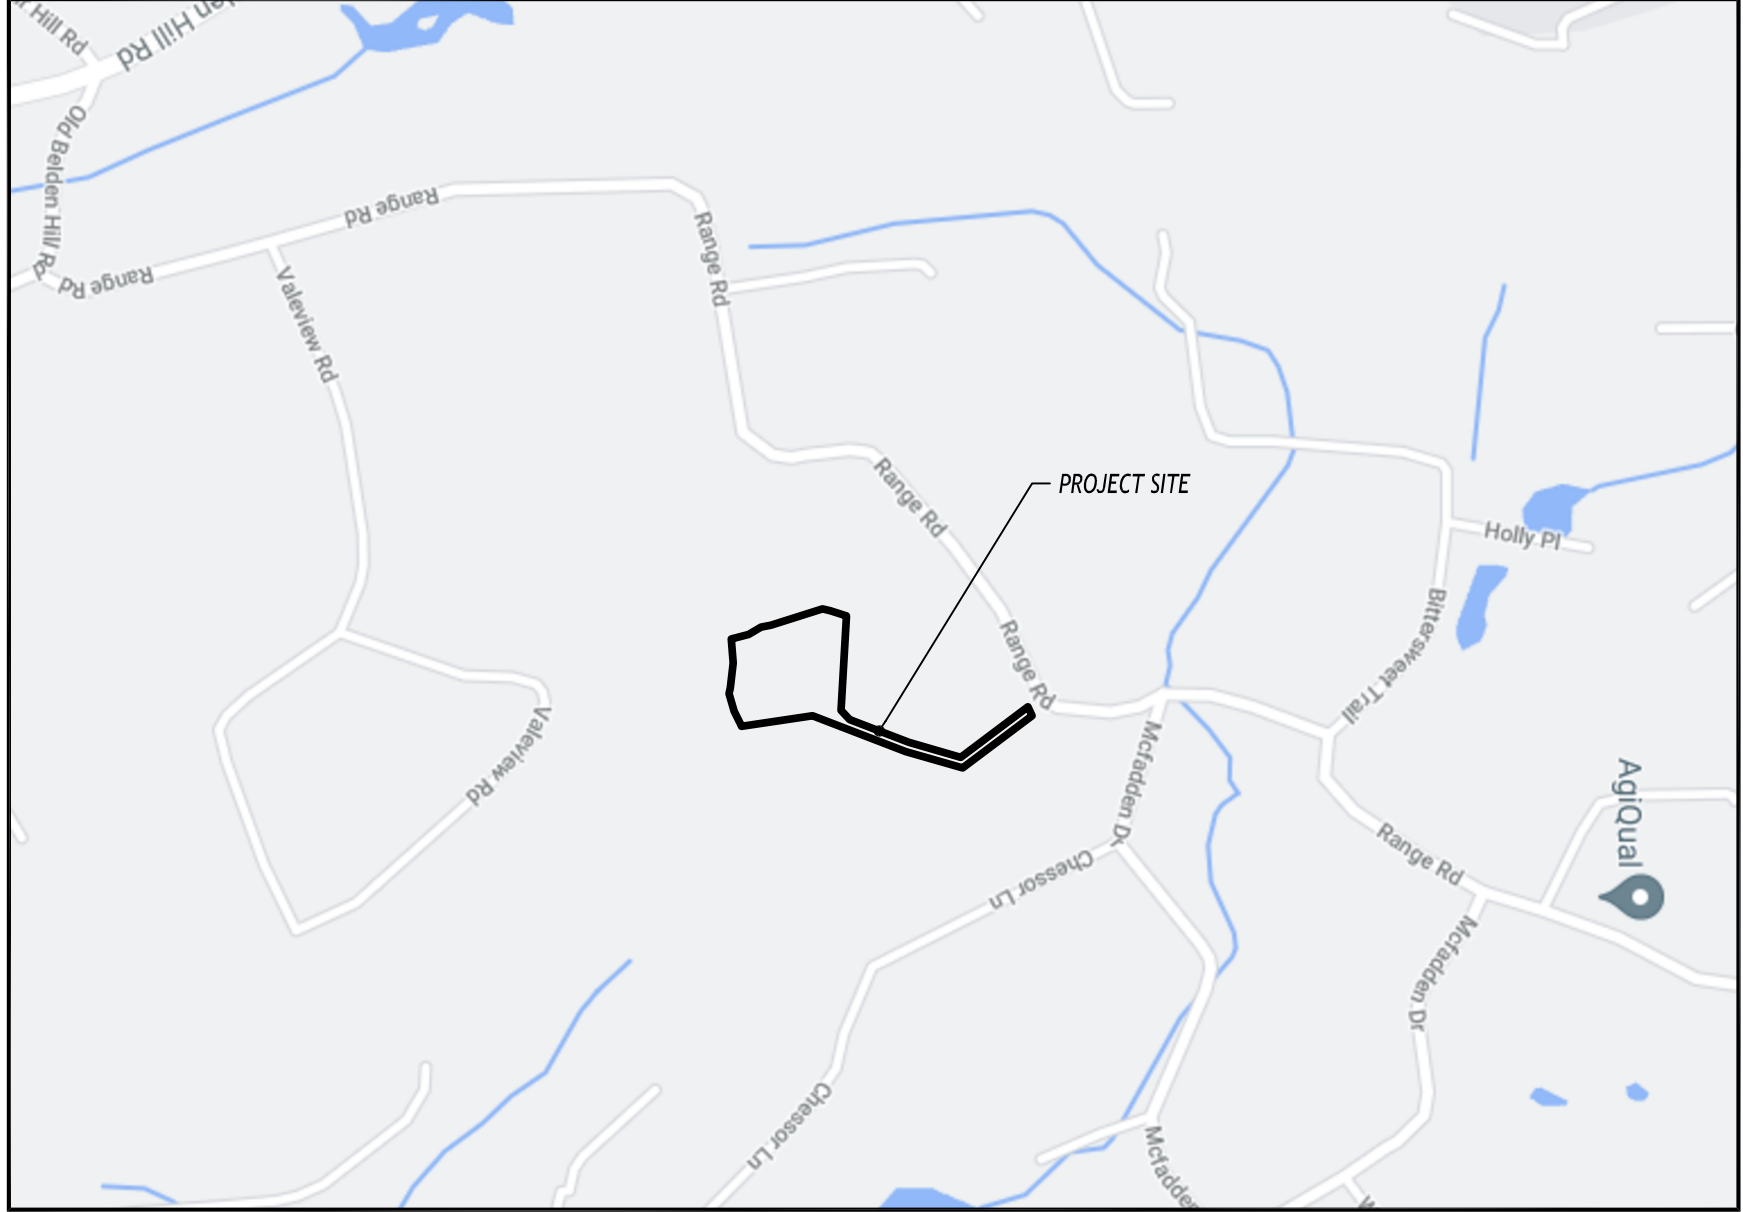 Hill Rd
Hill Rd
Old Belden Hill Rd
Range Rd
Range Rd
Range Rd
Valeview Rd
Range Rd
PROJECT SITE
Holly Pl
Range Rd
Bittersweet Trail
Valeview Rd
Mcfadden Dr
AgiQual
Range Rd
Chessor Ln
Mcfadden Dr
Chessor Ln